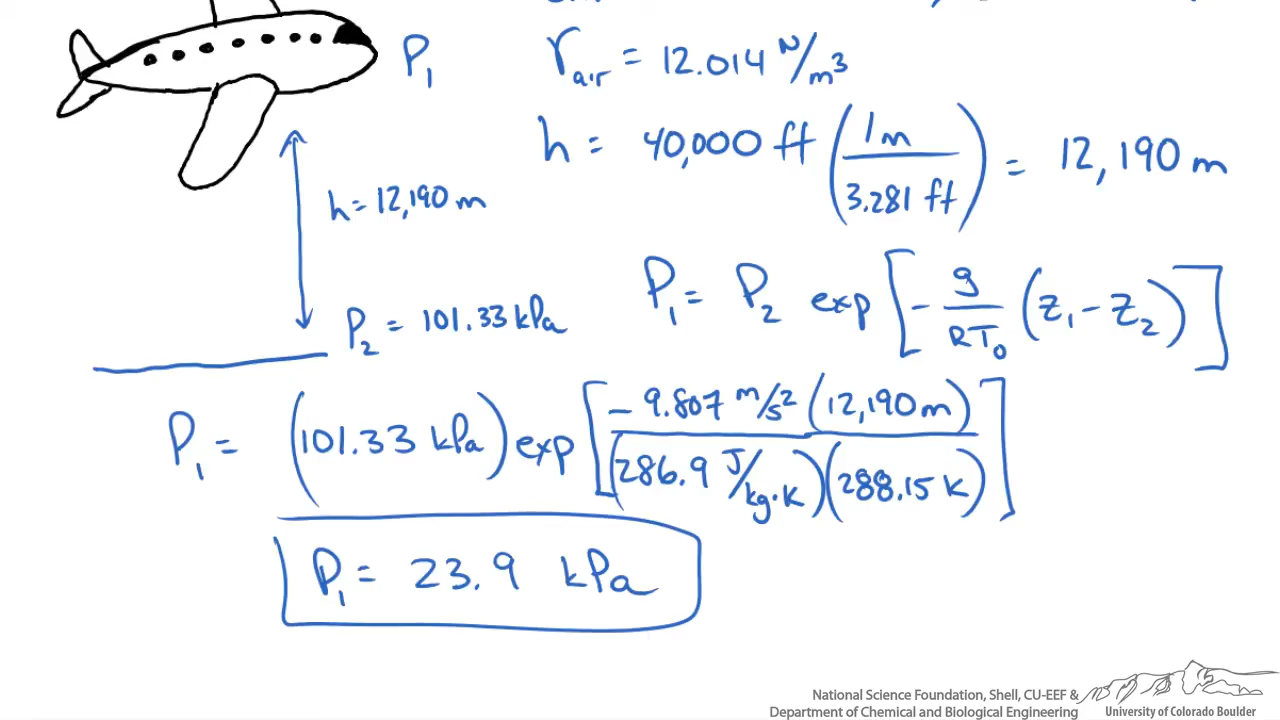 P₁
γair = 12.014 N/m³
h = 40,000 ft (1m / 3.281 ft) = 12,190 m
h = 12,190 m
P₁ = P₂ exp [ - g/RT₀ (z₁ - z₂) ]
P₂ = 101.33 kPa
P₁ = (101.33 kPa) exp [ - 9.807 m/s² (12,190 m) / (286.9 J/kg·K)(288.15 K) ]
P₁ = 23.9 kPa
National Science Foundation, Shell, CU-EEF &
Department of Chemical and Biological Engineering
University of Colorado Boulder